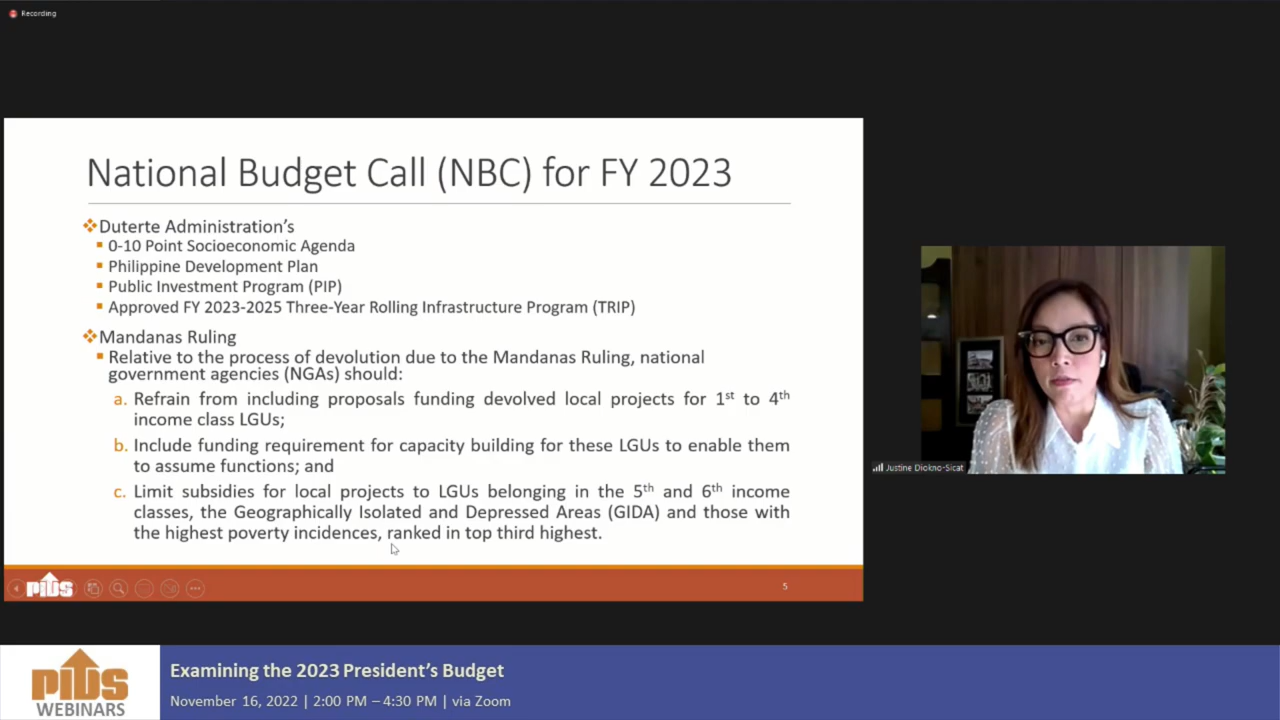 Recording
National Budget Call (NBC) for FY 2023
❖Duterte Administration's
▪ 0-10 Point Socioeconomic Agenda
▪ Philippine Development Plan
▪ Public Investment Program (PIP)
▪ Approved FY 2023-2025 Three-Year Rolling Infrastructure Program (TRIP)
❖Mandanas Ruling
▪ Relative to the process of devolution due to the Mandanas Ruling, national
government agencies (NGAs) should:
a. Refrain from including proposals funding devolved local projects for 1st to 4th
income class LGUs;
b. Include funding requirement for capacity building for these LGUs to enable them
to assume functions; and
c. Limit subsidies for local projects to LGUs belonging in the 5th and 6th income
classes, the Geographically Isolated and Depressed Areas (GIDA) and those with
the highest poverty incidences, ranked in top third highest.
PIDS
5
Justine Diokno-Sicat
PIDS
WEBINARS
Examining the 2023 President's Budget
November 16, 2022 | 2:00 PM – 4:30 PM | via Zoom